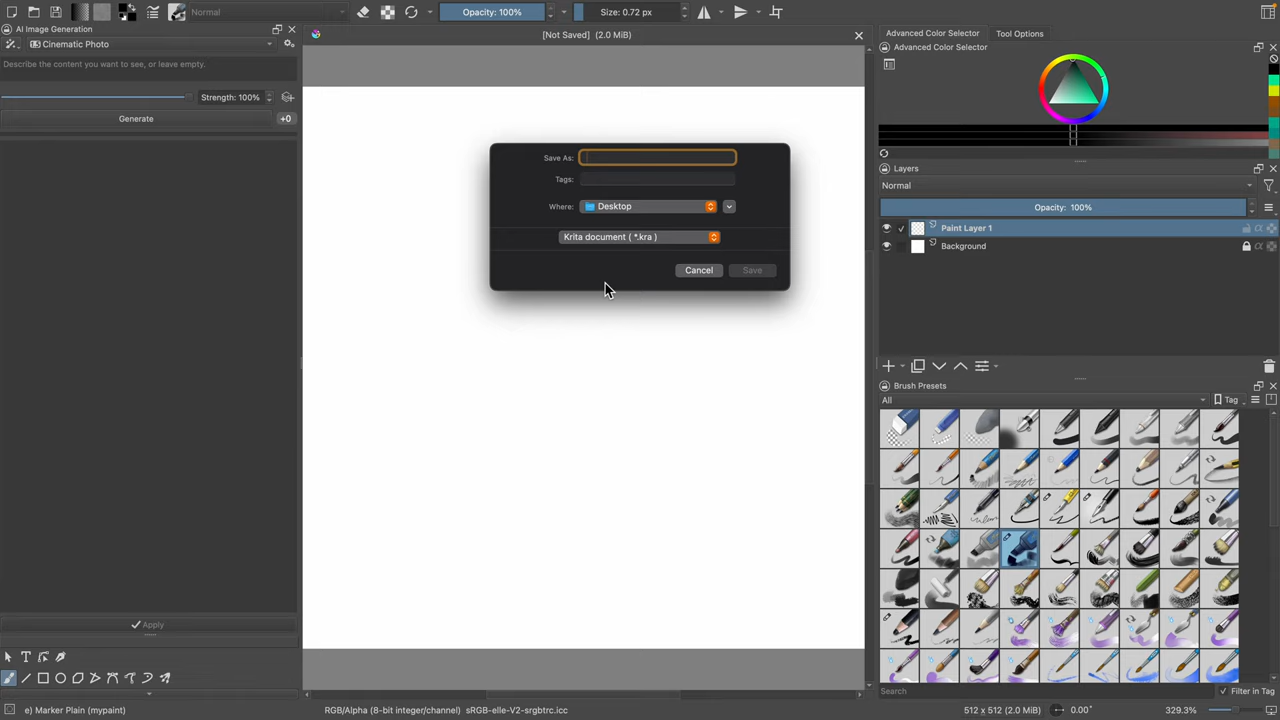 Normal
Opacity: 100%
Size: 0.72 px
AI Image Generation
Cinematic Photo
Describe the content you want to see, or leave empty.
Strength: 100%
Generate
+0
Apply
[Not Saved] (2.0 MiB)
Save As:
Tags:
Where:
Desktop
Krita document ( *.kra )
Cancel
Save
Advanced Color Selector
Tool Options
Advanced Color Selector
Layers
Normal
Opacity: 100%
Paint Layer 1
Background
Brush Presets
All
Tag
Search
Filter in Tag
e) Marker Plain (mypaint)
RGB/Alpha (8-bit integer/channel) sRGB-elle-V2-srgbtrc.icc
512 x 512 (2.0 MiB)
0.00°
329.3%